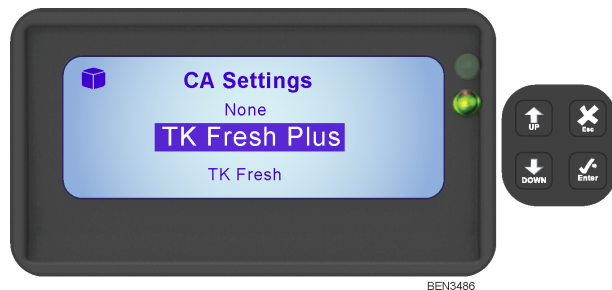 CA Settings
None
TK Fresh Plus
TK Fresh
UP
Esc
DOWN
Enter
BEN3486